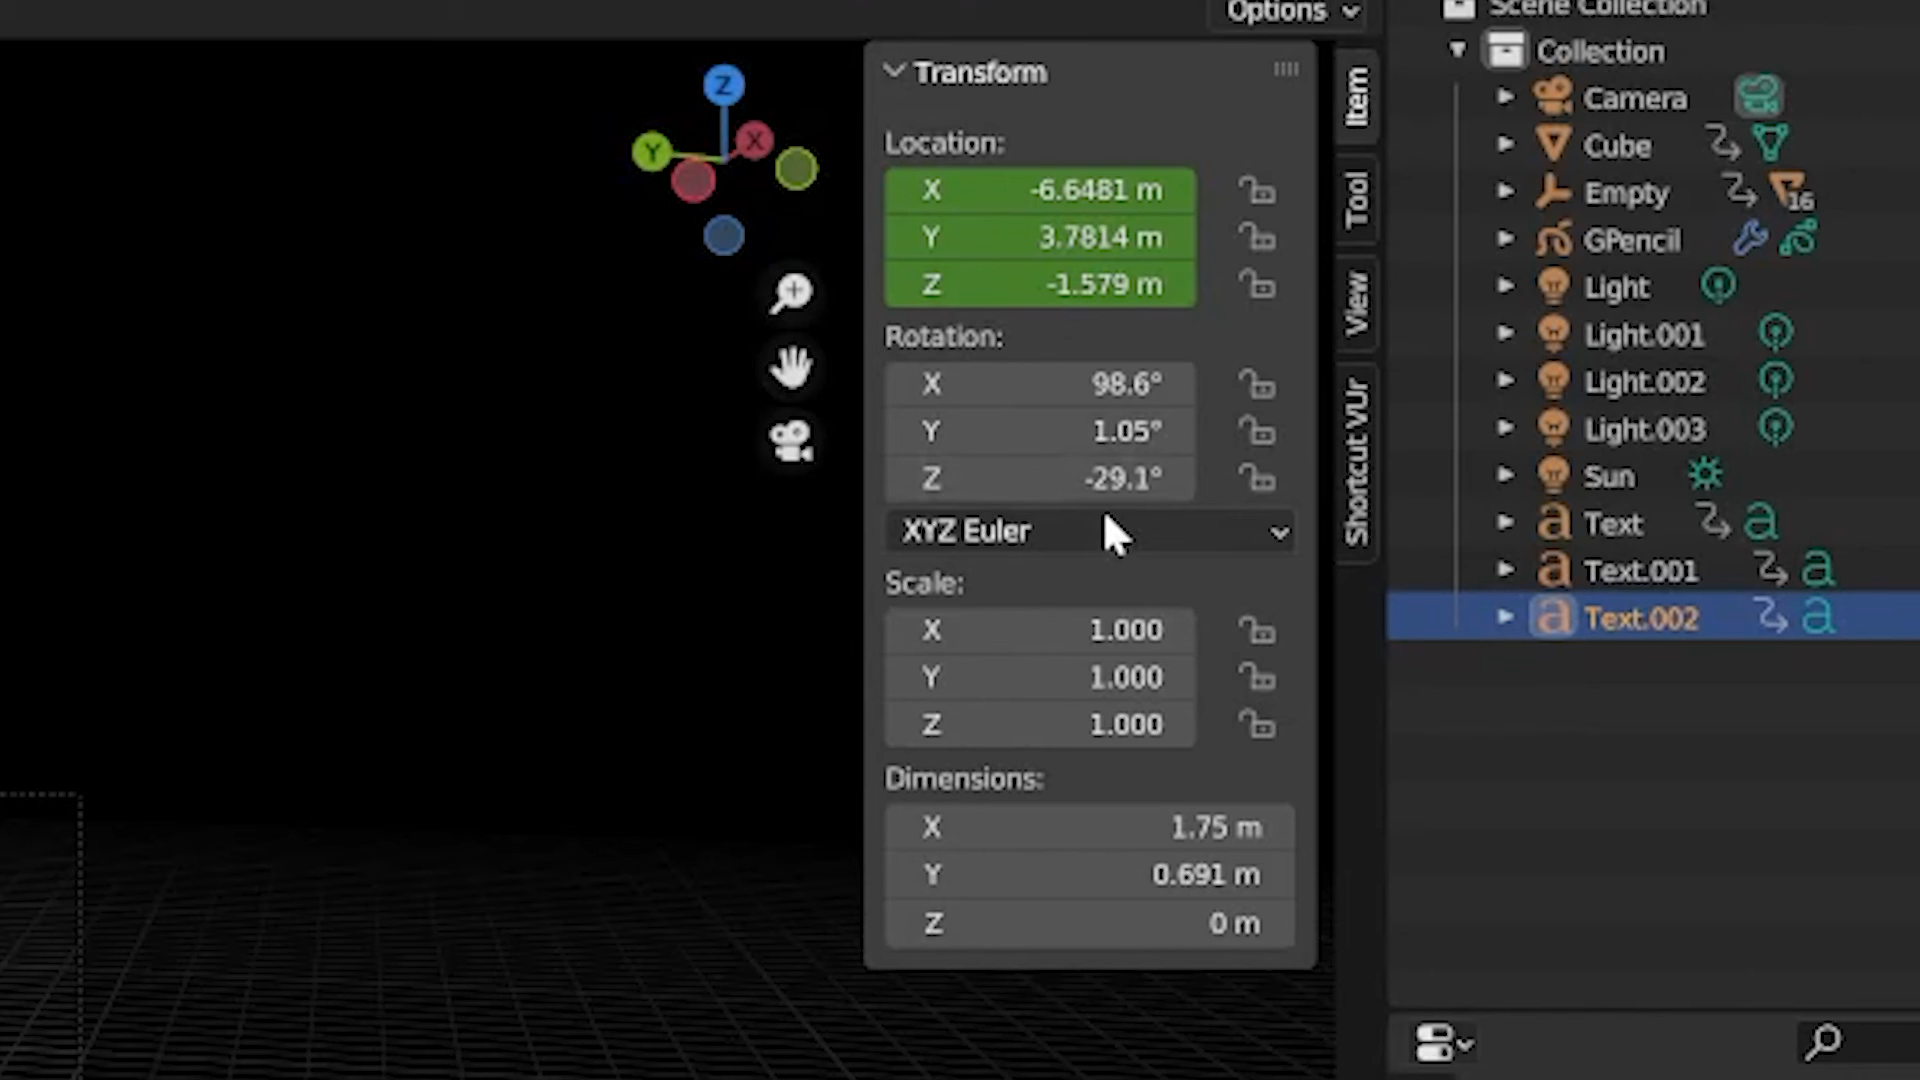 Options
Scene Collection
Collection
Camera
Cube
Empty
16
GPencil
Light
Light.001
Light.002
Light.003
Sun
Text
Text.001
Text.002
Z
Y
X
Transform
Location:
X -6.6481 m
Y 3.7814 m
Z -1.579 m
Rotation:
X 98.6°
Y 1.05°
Z -29.1°
XYZ Euler
Scale:
X 1.000
Y 1.000
Z 1.000
Dimensions:
X 1.75 m
Y 0.691 m
Z 0 m
Item
Tool
View
Shortcut VUr